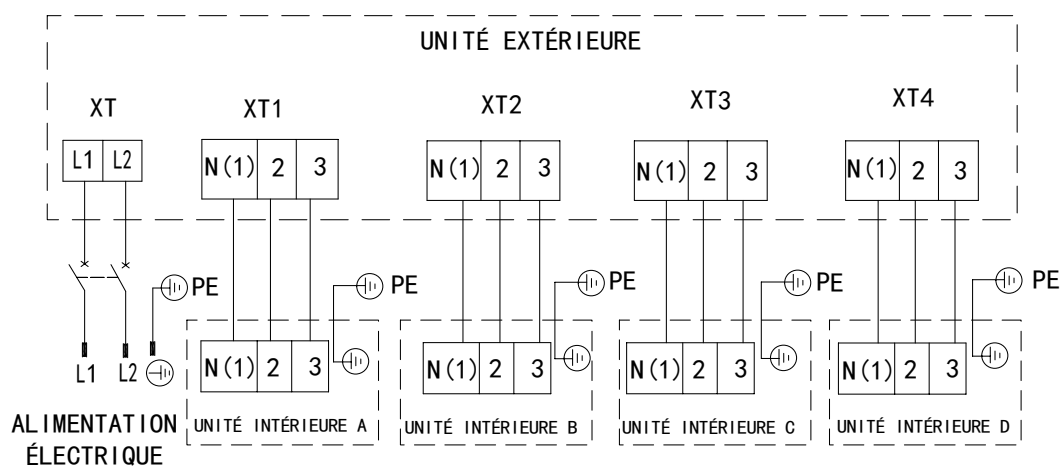 UNITÉ EXTÉRIEURE
XT
XT1
XT2
XT3
XT4
L1 L2
N(1) 2 3
N(1) 2 3
N(1) 2 3
N(1) 2 3
PE
PE
PE
PE
PE
L1 L2
N(1) 2 3
N(1) 2 3
N(1) 2 3
N(1) 2 3
UNITÉ INTÉRIEURE A
UNITÉ INTÉRIEURE B
UNITÉ INTÉRIEURE C
UNITÉ INTÉRIEURE D
ALIMENTATION
ÉLECTRIQUE